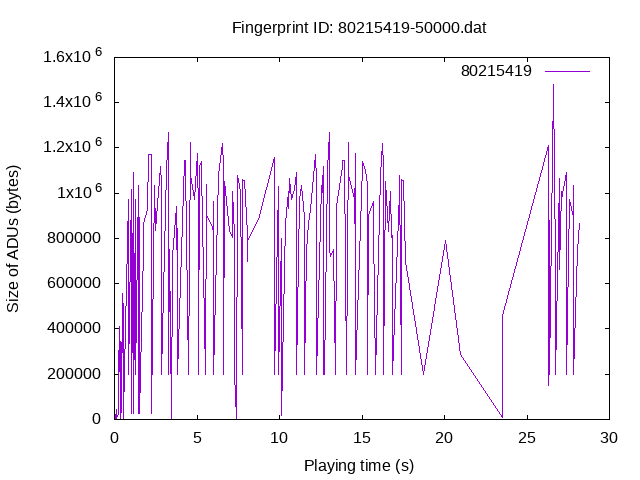 Fingerprint ID: 80215419-50000.dat
1.6x10^6
1.4x10^6
1.2x10^6
1x10^6
800000
600000
400000
200000
0
80215419
Size of ADUs (bytes)
0 5 10 15 20 25 30
Playing time (s)